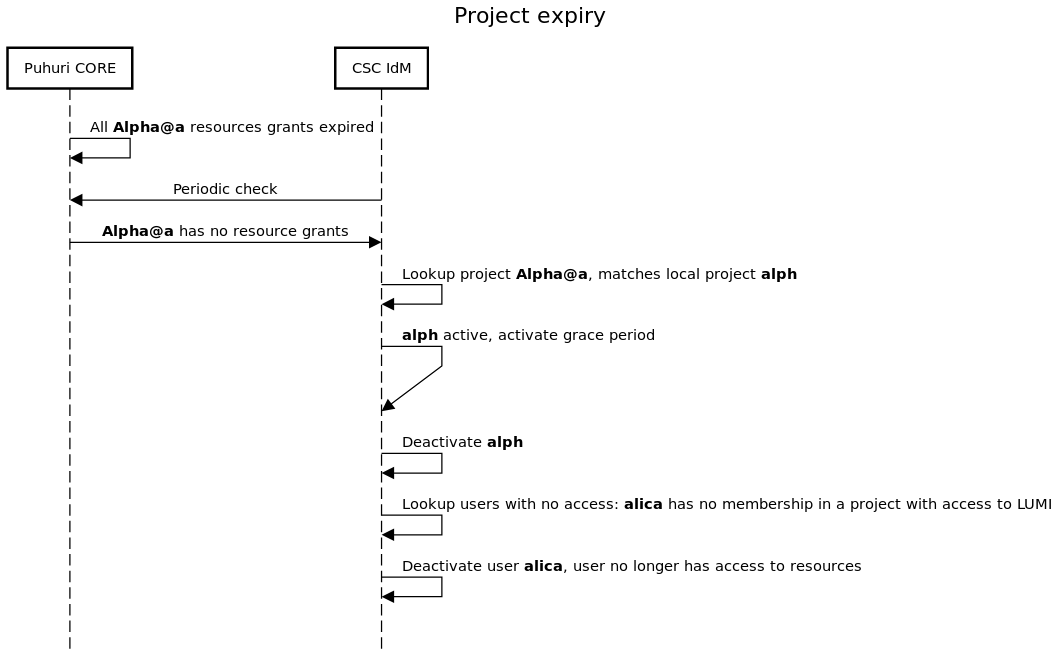 Project expiry
Puhuri CORE
CSC IdM
All Alpha@a resources grants expired
Periodic check
Alpha@a has no resource grants
Lookup project Alpha@a, matches local project alph
alph active, activate grace period
Deactivate alph
Lookup users with no access: alica has no membership in a project with access to LUMI
Deactivate user alica, user no longer has access to resources